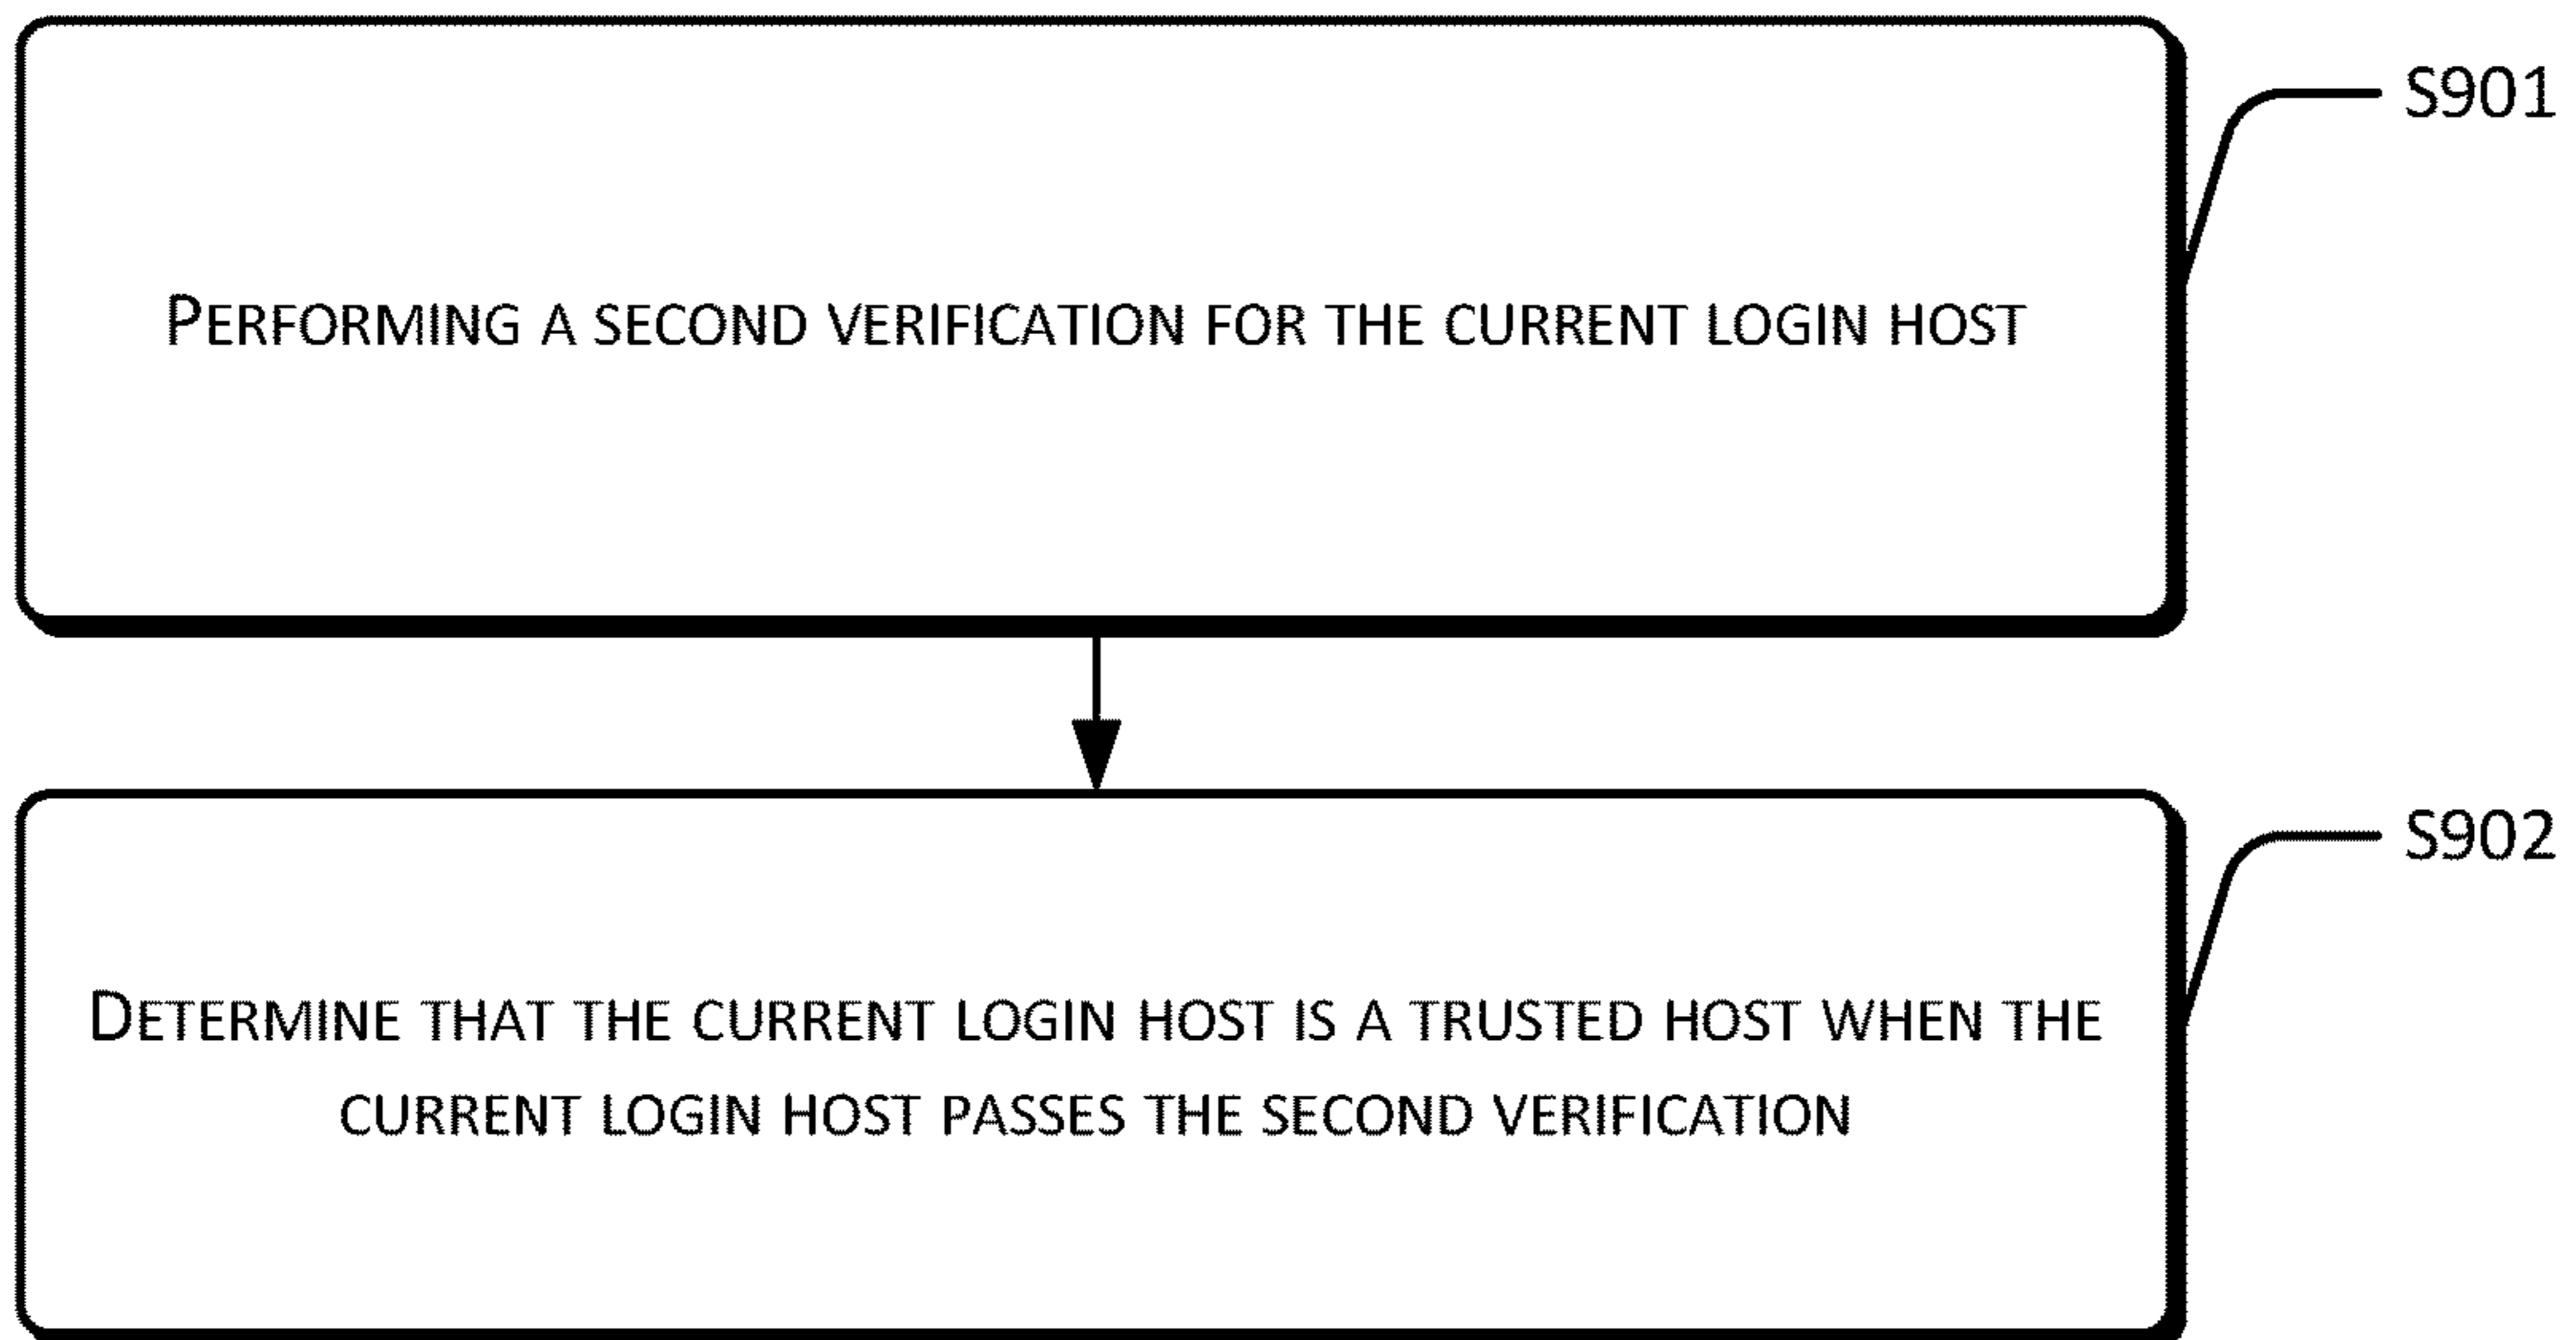 PERFORMING A SECOND VERIFICATION FOR THE CURRENT LOGIN HOST
S901
DETERMINE THAT THE CURRENT LOGIN HOST IS A TRUSTED HOST WHEN THE
CURRENT LOGIN HOST PASSES THE SECOND VERIFICATION
S902